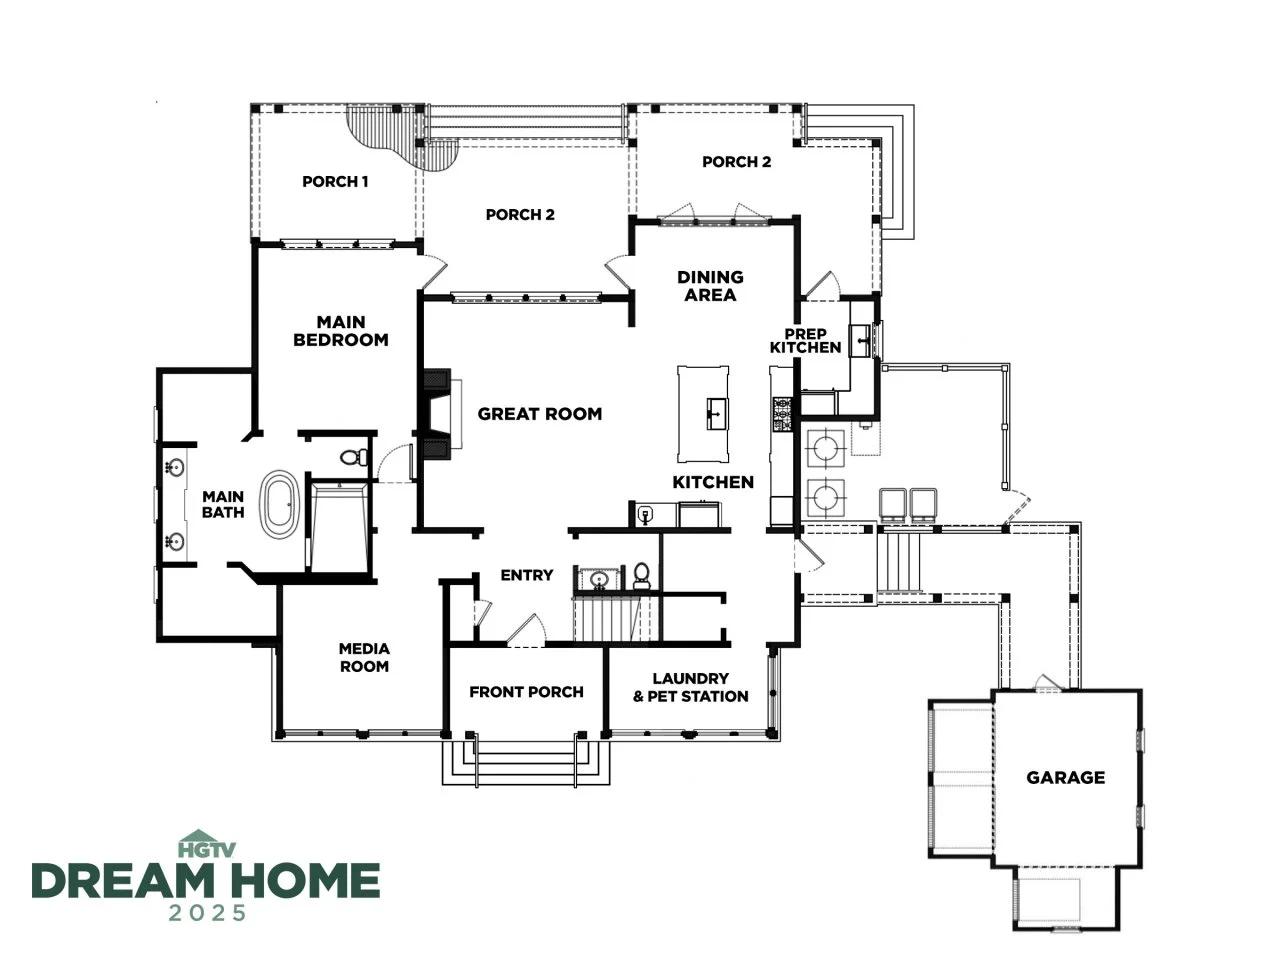 PORCH 1
PORCH 2
PORCH 2
DINING
AREA
MAIN
BEDROOM
PREP
KITCHEN
GREAT ROOM
KITCHEN
MAIN
BATH
ENTRY
MEDIA
ROOM
FRONT PORCH
LAUNDRY
& PET STATION
GARAGE
HGTV
DREAM HOME
2025